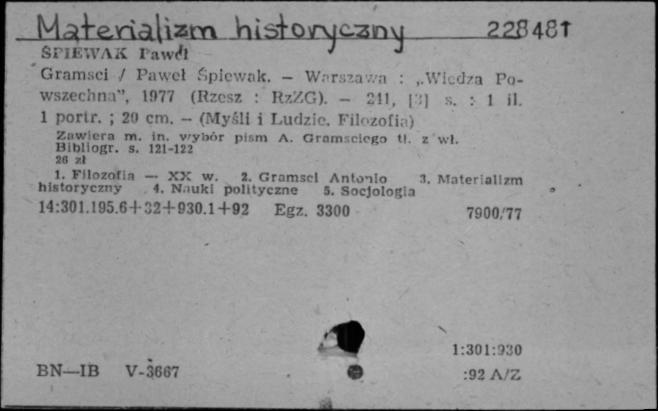 Materializm historyczny 228481
ŚPIEWAK Paweł
Gramsci / Paweł Śpiewak. — Warszawa : „Wiedza Po-
wszechna”, 1977 (Rzesz : RzZG). — 241, [3] s. : 1 il.
1 portr. ; 20 cm. — (Myśli i Ludzie. Filozofia)
Zawiera m. in. wybór pism A. Gramsciego tł. z wł.
Bibliogr. s. 121-122
26 zł
1. Filozofia — XX w. 2. Gramsci Antonio 3. Materializm
historyczny 4. Nauki polityczne 5. Socjologia
14:301.195.6+32+930.1+92 Egz. 3300 7900/77
1:301:930
BN—IB V-3667 :92 A/Z